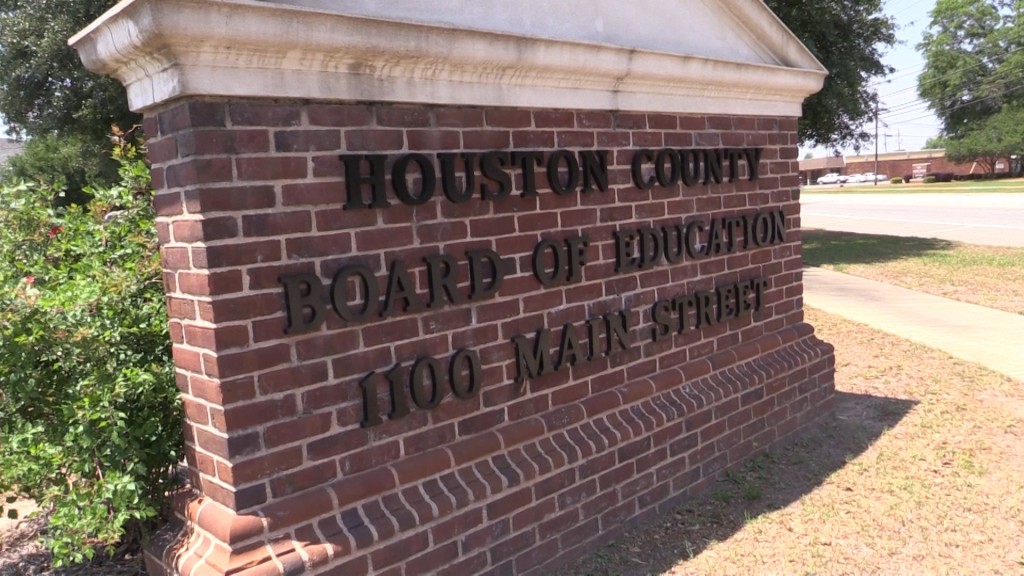 HOUSTON COUNTY
BOARD OF EDUCATION
1100 MAIN STREET